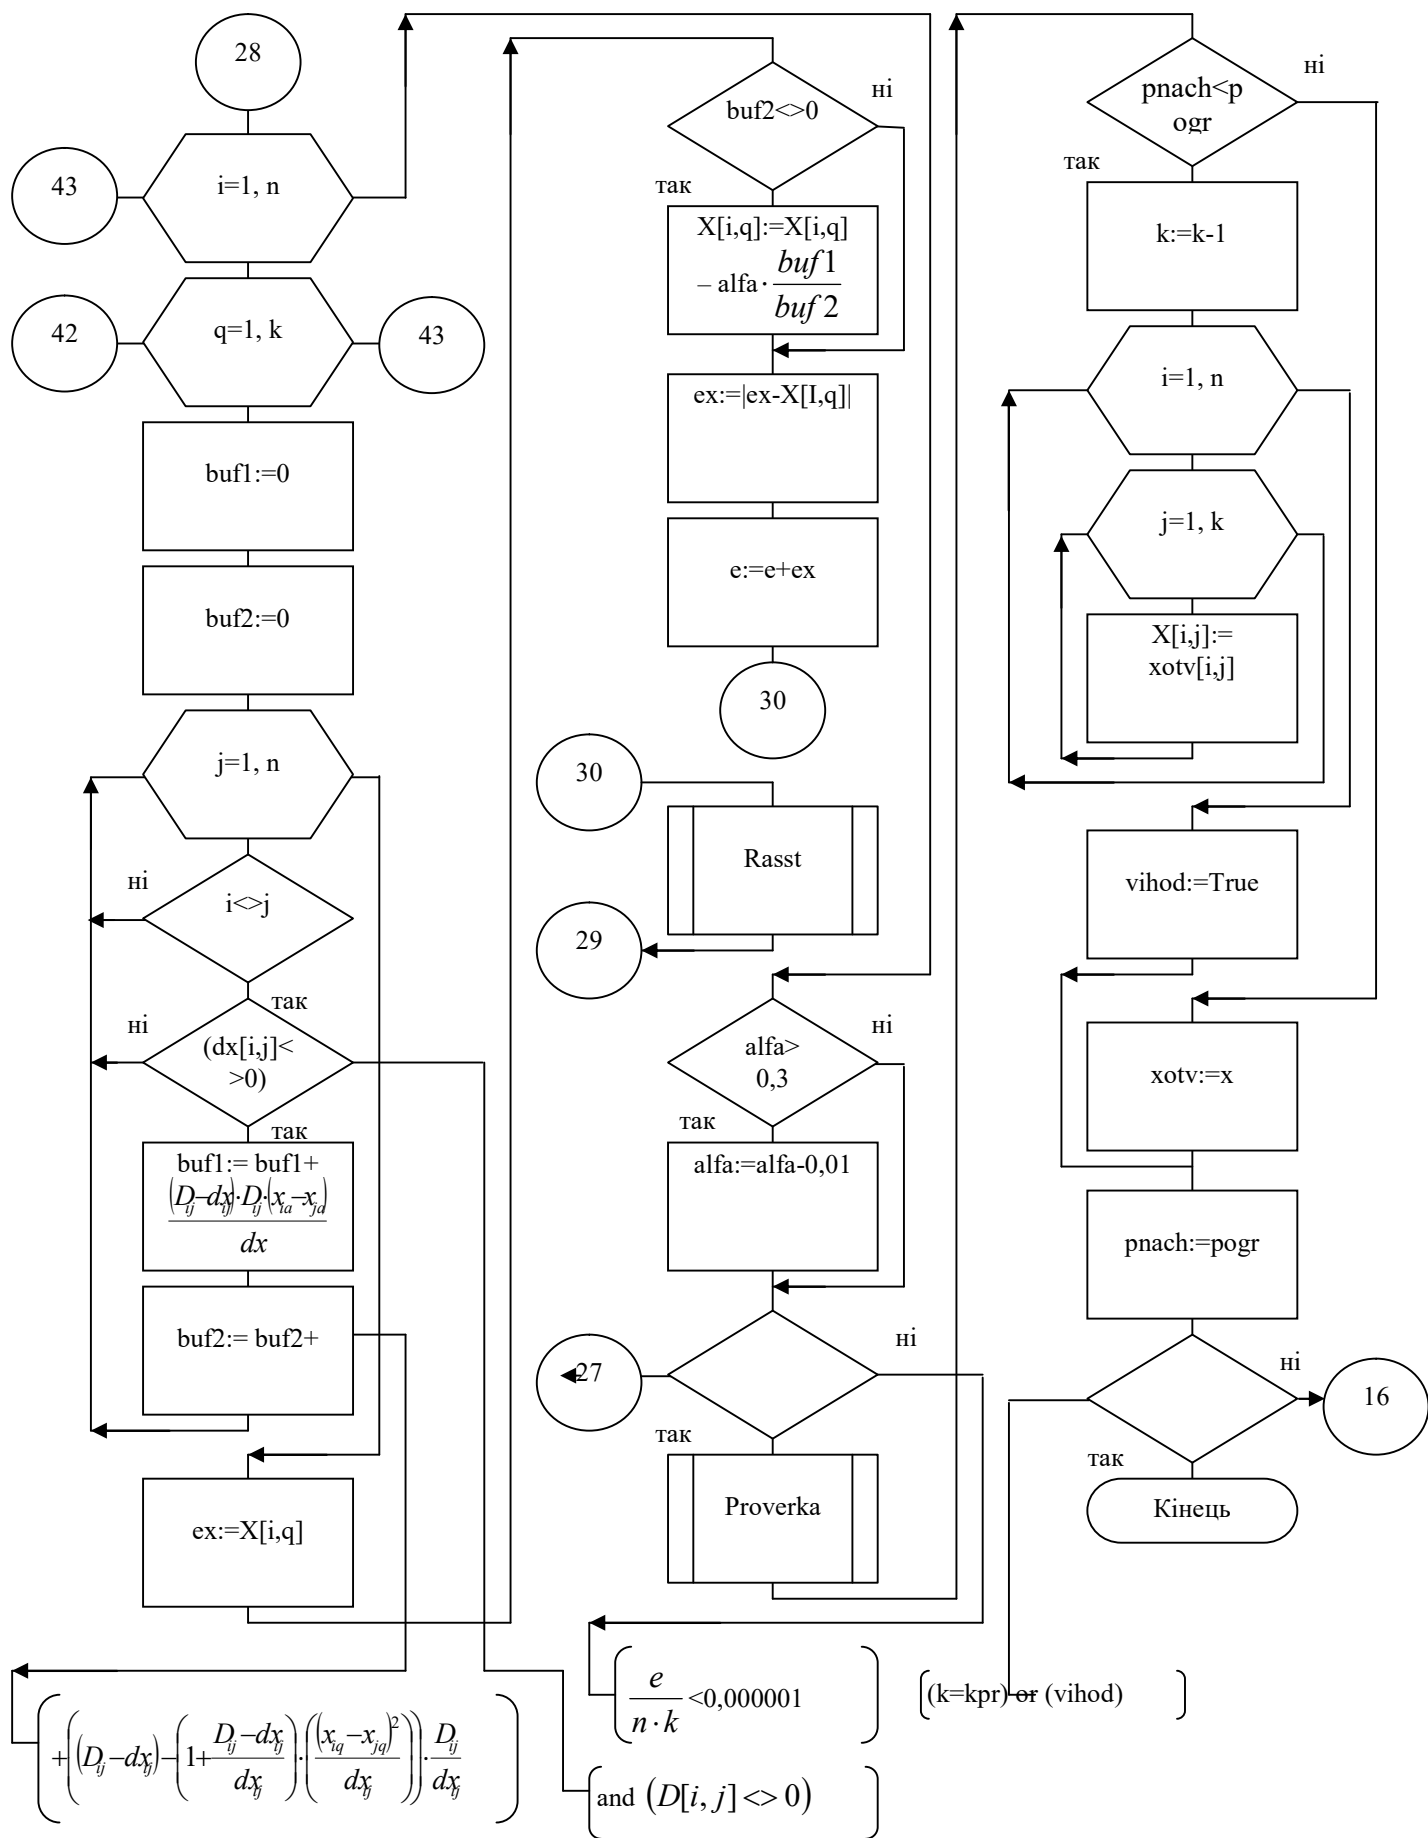 28
43
i=1, n
42
q=1, k
43
buf1:=0
buf2:=0
j=1, n
ні
i<>j
так
ні
(dx[i,j]<
>0)
так
buf1:= buf1+
(D_ij–dx_ij)·D_ij·(x_ia–x_ja)
dx
buf2:= buf2+
ex:=X[i,q]
+((D_ij–dx_ij)–(1+(D_ij–dx_ij)/dx_ij)·((x_iq–x_jq)²/dx_ij))·D_ij/dx_ij
buf2<>0
ні
так
X[i,q]:=X[i,q]
– alfa·buf1/buf2
ex:=|ex-X[I,q]|
e:=e+ex
30
30
Rasst
29
alfa>
0,3
ні
так
alfa:=alfa-0,01
27
ні
так
Proverka
e/(n·k) <0,000001
and (D[i, j] <> 0)
pnach<p
ogr
ні
так
k:=k-1
i=1, n
j=1, k
X[i,j]:=
xotv[i,j]
vihod:=True
xotv:=x
pnach:=pogr
ні
16
так
Кінець
(k=kpr) or (vihod)